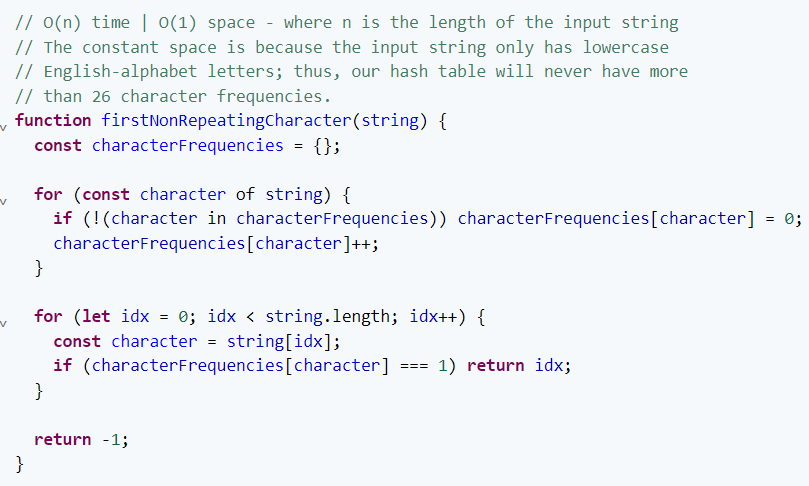 // O(n) time | O(1) space - where n is the length of the input string
// The constant space is because the input string only has lowercase
// English-alphabet letters; thus, our hash table will never have more
// than 26 character frequencies.
function firstNonRepeatingCharacter(string) {
  const characterFrequencies = {};

  for (const character of string) {
    if (!(character in characterFrequencies)) characterFrequencies[character] = 0;
    characterFrequencies[character]++;
  }

  for (let idx = 0; idx < string.length; idx++) {
    const character = string[idx];
    if (characterFrequencies[character] === 1) return idx;
  }

  return -1;
}